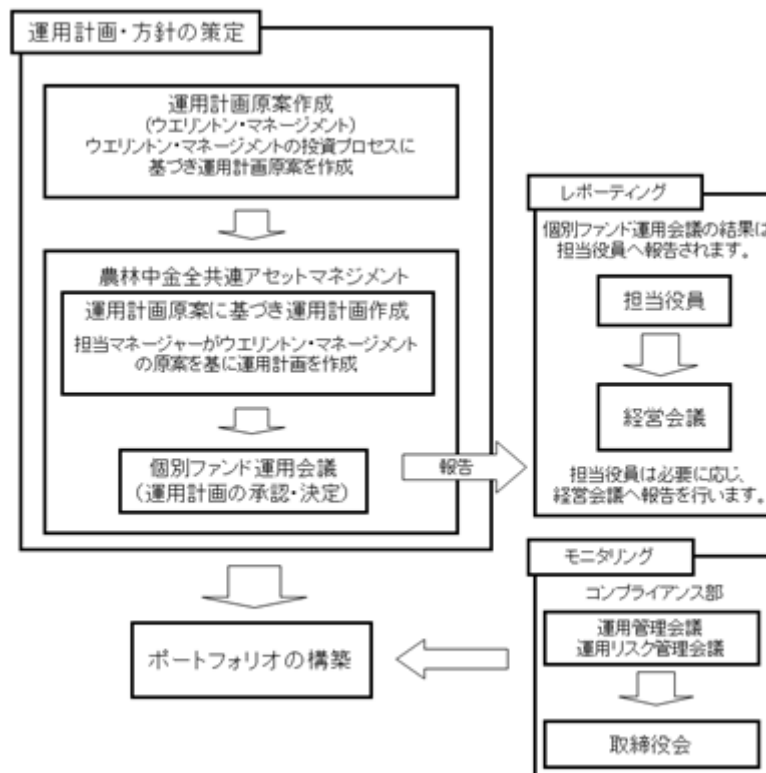 運用計画・方針の策定
運用計画原案作成
(ウエリントン・マネージメント)
ウエリントン・マネージメントの投資プロセスに
基づき運用計画原案を作成
農林中金全共連アセットマネジメント
運用計画原案に基づき運用計画作成
担当マネージャーがウエリントン・マネージメント
の原案を基に運用計画を作成
個別ファンド運用会議
(運用計画の承認・決定)
報告
レポーティング
個別ファンド運用会議の結果は
担当役員へ報告されます。
担当役員
経営会議
担当役員は必要に応じ、
経営会議へ報告を行います。
ポートフォリオの構築
モニタリング
コンプライアンス部
運用管理会議
運用リスク管理会議
取締役会